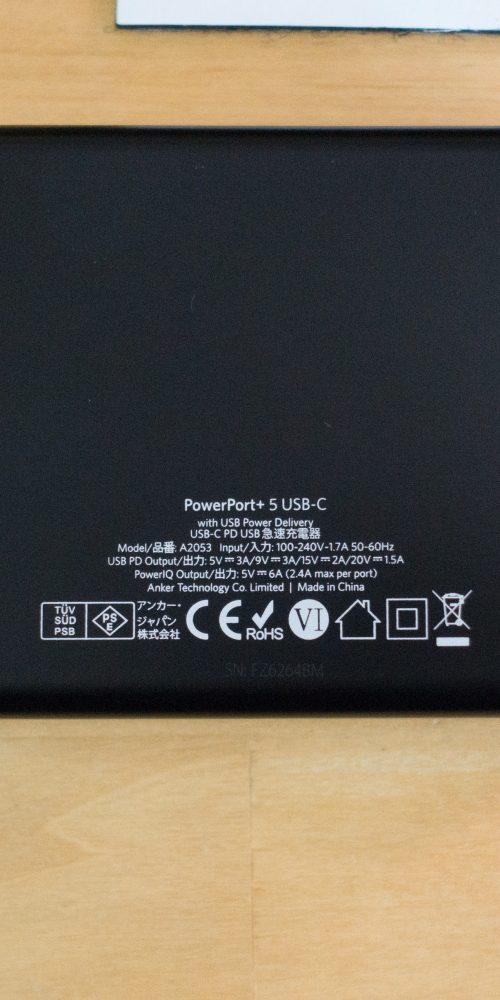 PowerPort+ 5 USB-C
with USB Power Delivery
USB-C PD USB急速充電器
Model/品番: A2053 Input/入力: 100-240V~1.7A 50-60Hz
USB PD Output/出力: 5V⎓3A/9V⎓3A/15V⎓2A/20V⎓1.5A
PowerIQ Output/出力: 5V⎓6A (2.4A max per port)
Anker Technology Co. Limited | Made in China
TÜV
SÜD
PSB
PS
E
アンカー・
ジャパン
株式会社
CE
RoHS
VI
SN: FZ6264BM